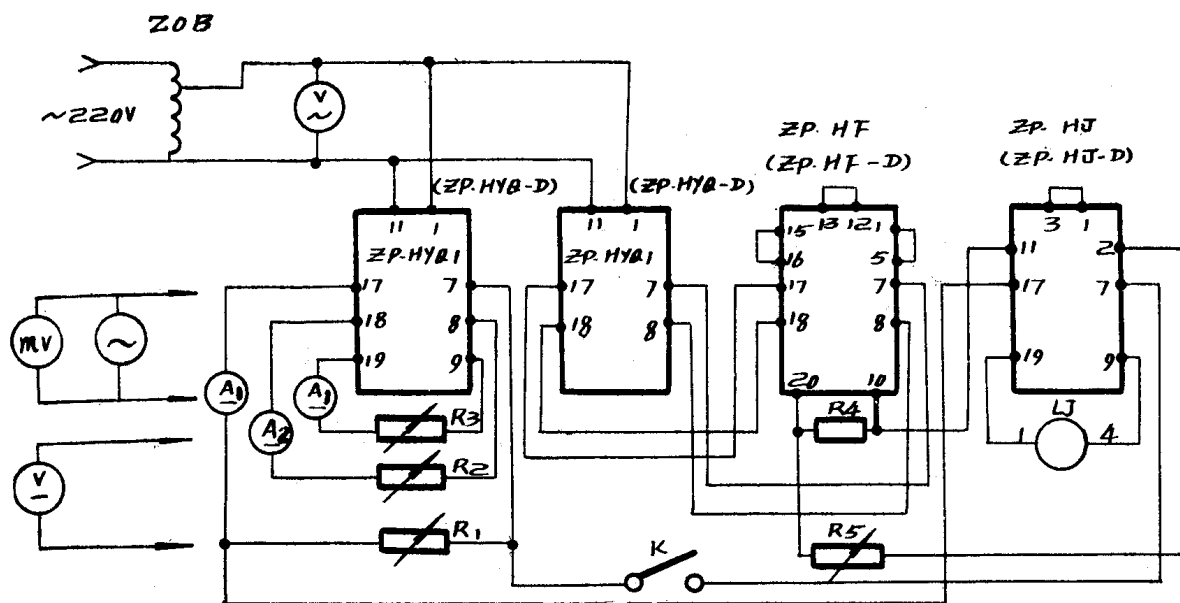 ZOB
~220V
V
~
ZP. HF
(ZP. HF-D)
ZP. HJ
(ZP. HJ-D)
(ZP.HYQ-D)
(ZP.HYQ-D)
11 1
ZP.HYQ1
17 7
18 8
19 9
11 1
ZP.HYQ1
17 7
18 8
13 12
15 1
16 5
17 7
18 8
20 10
3 1
11 2
17 7
19 9
mV
~
V
A1
A2
A3
R3
R2
R1
R4
R5
K
LJ
1 4